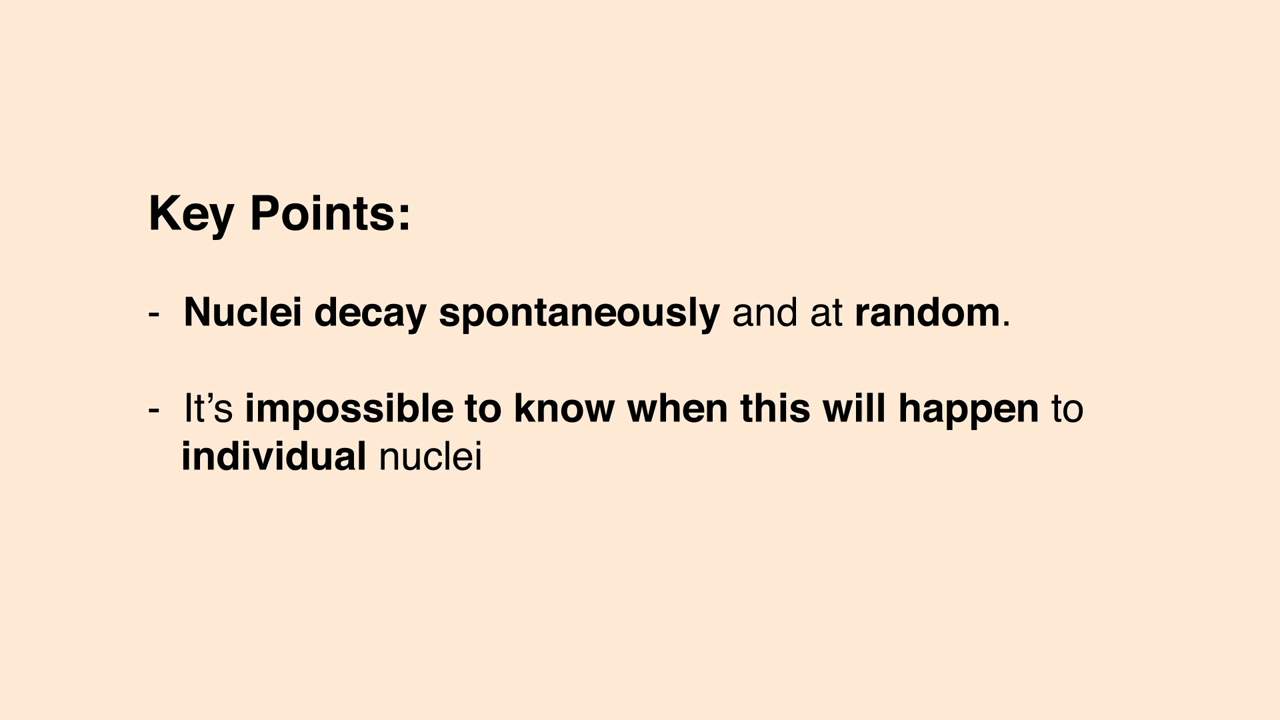 Key Points:
- Nuclei decay spontaneously and at random.
- It’s impossible to know when this will happen to
individual nuclei